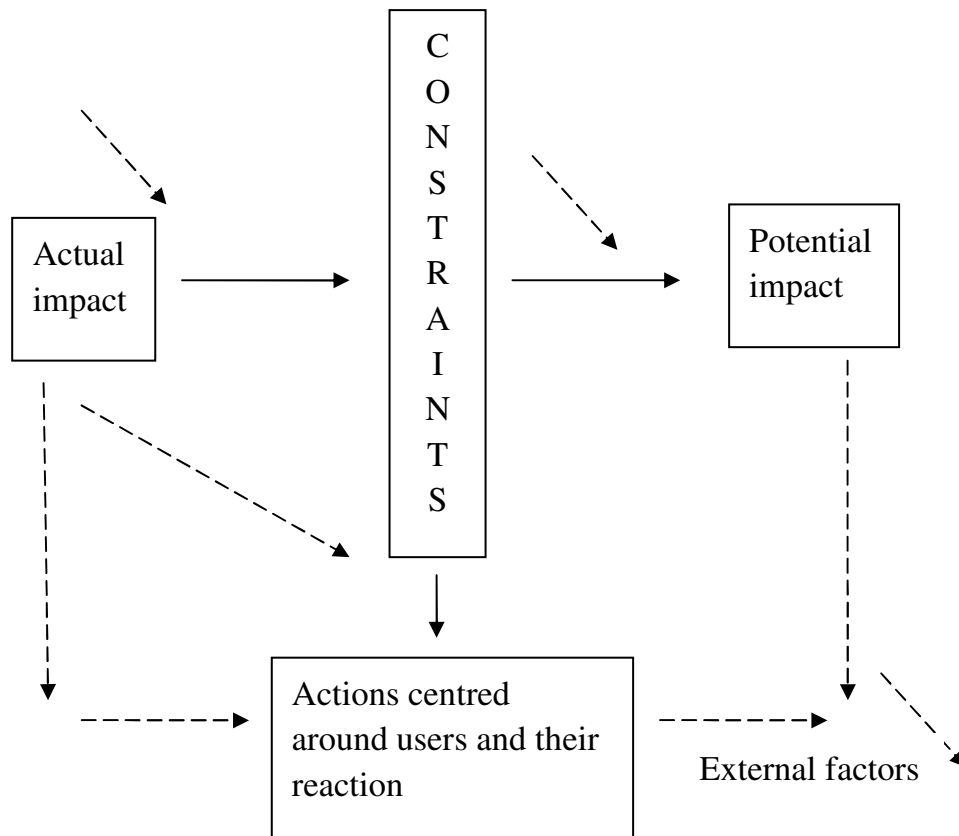 C
O
N
S
T
R
A
I
N
T
S
Actual
impact
Potential
impact
Actions centred
around users and their
reaction
External factors